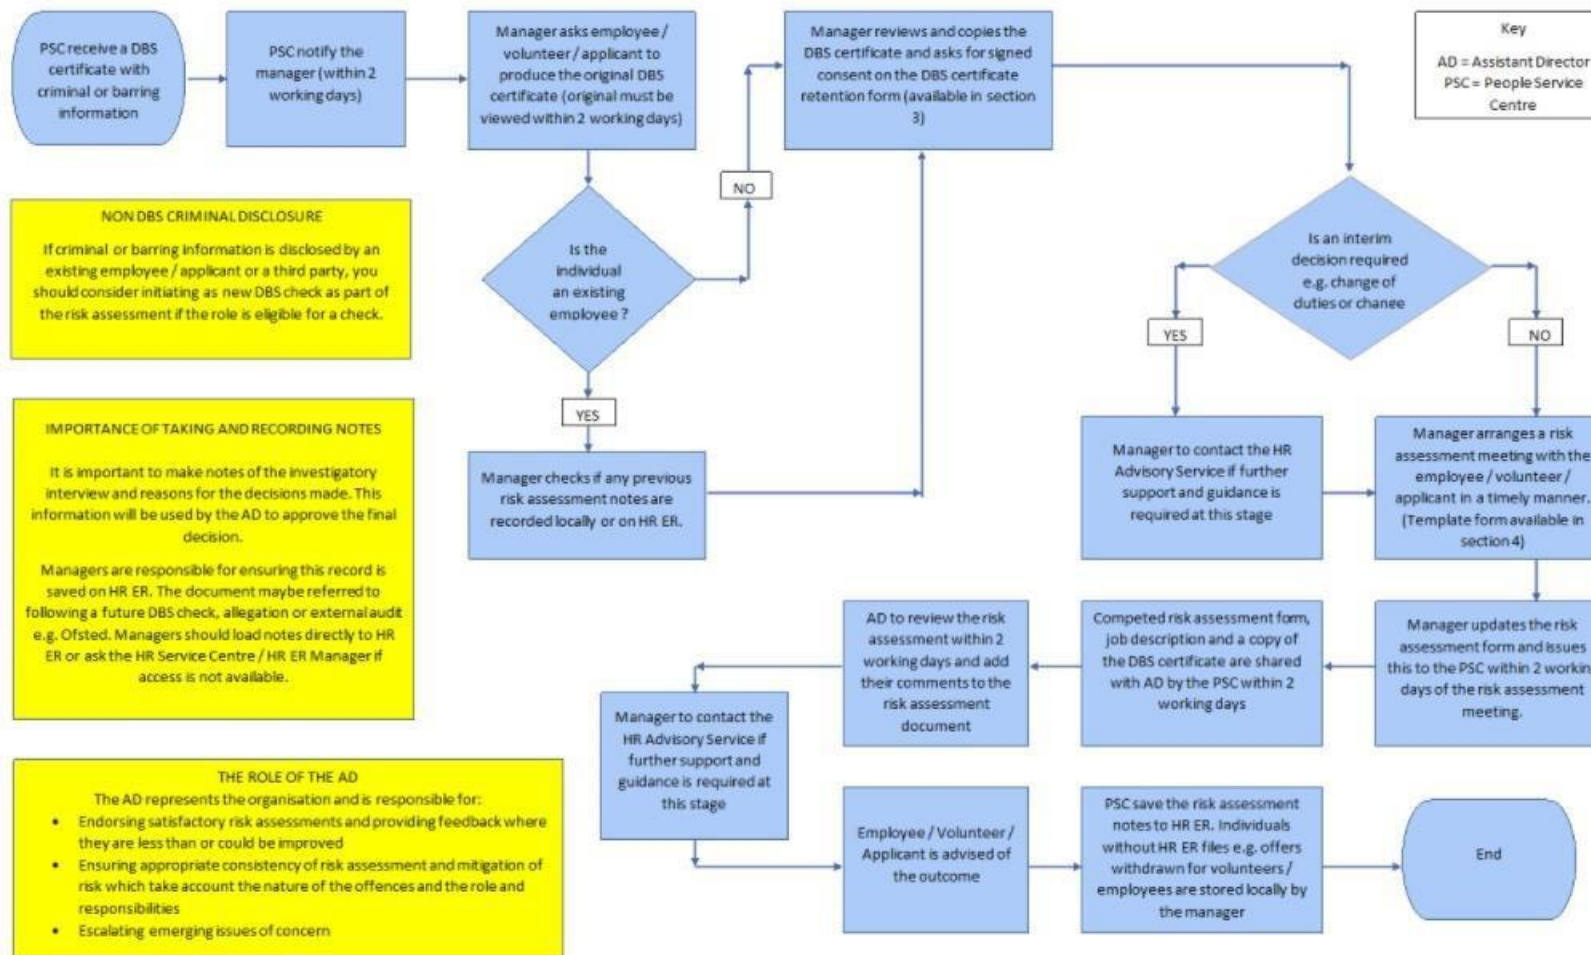 PSC receive a DBS
certificate with
criminal or barring
information
PSC notify the
manager (within 2
working days)
Manager asks employee /
volunteer / applicant to
produce the original DBS
certificate (original must be
viewed within 2 working days)
Manager reviews and copies the
DBS certificate and asks for signed
consent on the DBS certificate
retention form (available in section
3)
Key
AD = Assistant Director
PSC = People Service
Centre
NO
NON DBS CRIMINAL DISCLOSURE
If criminal or barring information is disclosed by an
existing employee / applicant or a third party, you
should consider initiating as new DBS check as part of
the risk assessment if the role is eligible for a check.
Is the
individual
an existing
employee ?
Is an interim
decision required
e.g. change of
duties or change
YES
NO
YES
IMPORTANCE OF TAKING AND RECORDING NOTES
It is important to make notes of the investigatory
interview and reasons for the decisions made. This
information will be used by the AD to approve the final
decision.
Managers are responsible for ensuring this record is
saved on HR ER. The document maybe referred to
following a future DBS check, allegation or external audit
e.g. Ofsted. Managers should load notes directly to HR
ER or ask the HR Service Centre / HR ER Manager if
access is not available.
Manager checks if any previous
risk assessment notes are
recorded locally or on HR ER.
Manager to contact the HR
Advisory Service if further
support and guidance is
required at this stage
Manager arranges a risk
assessment meeting with the
employee / volunteer /
applicant in a timely manner.
(Template form available in
section 4)
AD to review the risk
assessment within 2
working days and add
their comments to the
risk assessment
document
Competed risk assessment form,
job description and a copy of
the DBS certificate are shared
with AD by the PSC within 2
working days
Manager updates the risk
assessment form and issues
this to the PSC within 2 working
days of the risk assessment
meeting.
Manager to contact the
HR Advisory Service if
further support and
guidance is required at
this stage
THE ROLE OF THE AD
The AD represents the organisation and is responsible for:
• Endorsing satisfactory risk assessments and providing feedback where
they are less than or could be improved
• Ensuring appropriate consistency of risk assessment and mitigation of
risk which take account the nature of the offences and the role and
responsibilities
• Escalating emerging issues of concern
Employee / Volunteer /
Applicant is advised of
the outcome
PSC save the risk assessment
notes to HR ER. Individuals
without HR ER files e.g. offers
withdrawn for volunteers /
employees are stored locally by
the manager
End